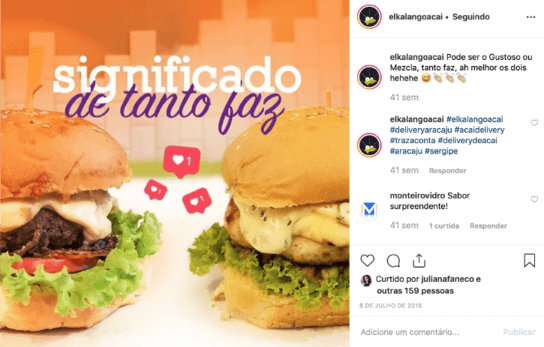 significado
de tanto faz
1
1
1
elkalangoacai • Seguindo
elkalangoacai Pode ser o Gustoso ou
Mezcla, tanto faz, ah melhor os dois
hehehe 😅👏🏼👏🏼👏🏼
41 sem
elkalangoacai #elkalangoacai
#deliveryaracaju #acaidelivery
#trazaconta #deliverydeacai
#aracaju #sergipe
41 sem Responder
monteirovidro Sabor
surpreendente!
41 sem 1 curtida Responder
Curtido por julianafaneco e
outras 159 pessoas
6 DE JULHO DE 2018
Adicione um comentário...
Publicar